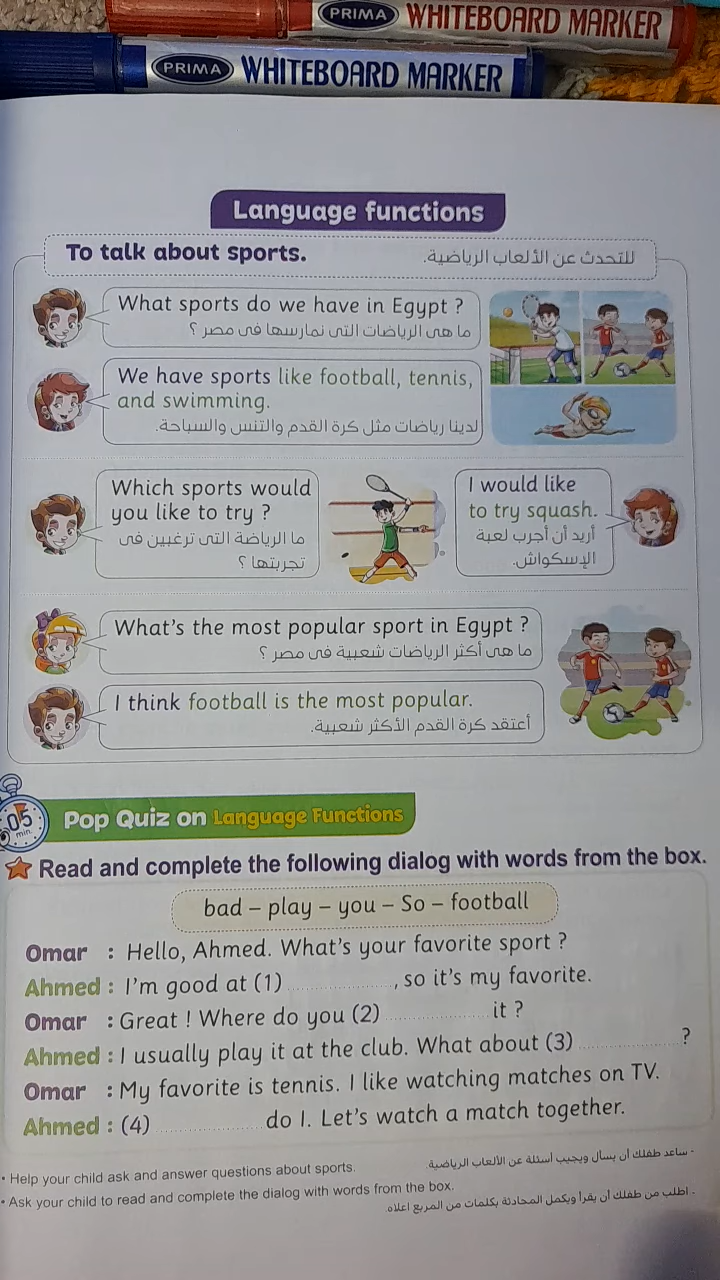 PRIMA WHITEBOARD MARKER
PRIMA WHITEBOARD MARKER
Language functions
To talk about sports.
للتحدث عن الألعاب الرياضية.
What sports do we have in Egypt ?
ما هى الرياضات التى نمارسها فى مصر ؟
We have sports like football, tennis,
and swimming.
لدينا رياضات مثل كرة القدم والتنس والسباحة.
Which sports would
you like to try ?
ما الرياضة التى ترغبين فى
تجربتها ؟
I would like
to try squash.
أريد أن أجرب لعبة
الإسكواش.
What's the most popular sport in Egypt ?
ما هى أكثر الرياضات شعبية فى مصر ؟
I think football is the most popular.
أعتقد كرة القدم الأكثر شعبية.
05
min.
Pop Quiz on Language Functions
Read and complete the following dialog with words from the box.
bad – play – you – So – football
Omar : Hello, Ahmed. What's your favorite sport ?
Ahmed : I'm good at (1) ...................., so it's my favorite.
Omar : Great ! Where do you (2) .................... it ?
Ahmed : I usually play it at the club. What about (3) .................... ?
Omar : My favorite is tennis. I like watching matches on TV.
Ahmed : (4) .................... do I. Let's watch a match together.
• Help your child ask and answer questions about sports.
- ساعد طفلك أن يسأل ويجيب أسئلة عن الألعاب الرياضية.
• Ask your child to read and complete the dialog with words from the box.
- اطلب من طفلك أن يقرأ ويكمل المحادثة بكلمات من المربع اعلاه.